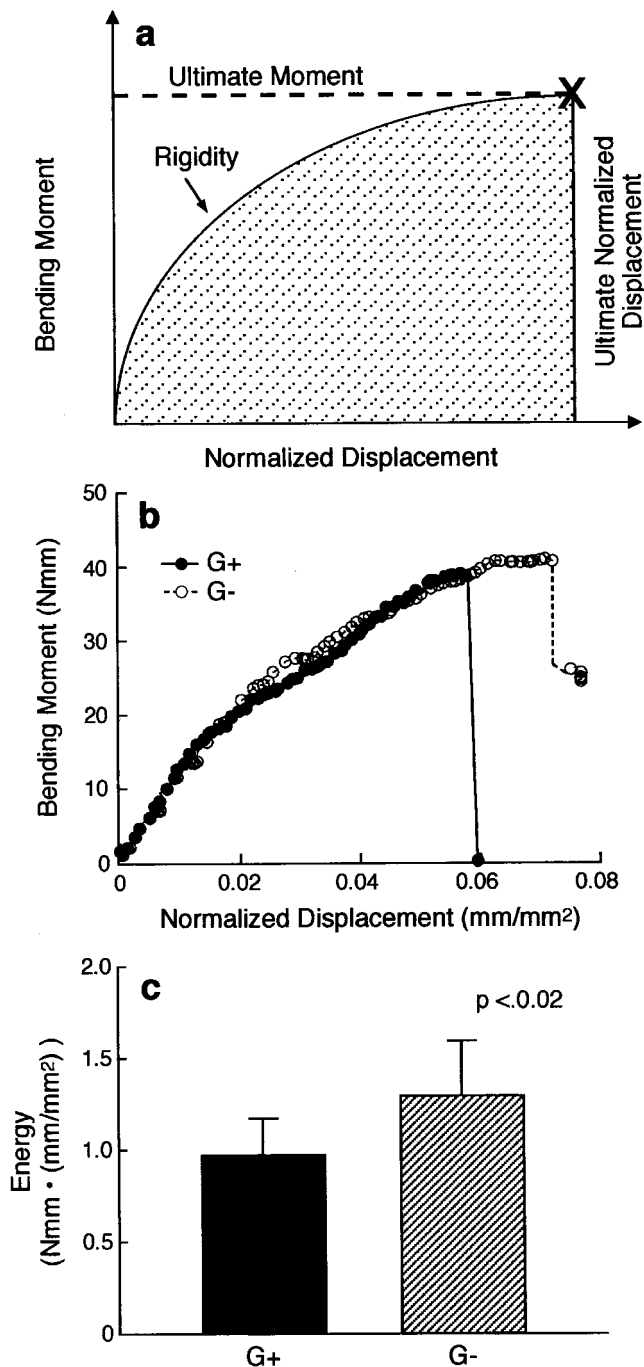 a
Ultimate Moment
X
Rigidity
Bending Moment
Ultimate Normalized
Displacement
Normalized Displacement
b
G+
G-
Bending Moment (Nmm)
50
40
30
20
10
0
0
0.02
0.04
0.06
0.08
Normalized Displacement (mm/mm²)
c
p <.0.02
Energy
(Nmm • (mm/mm²) )
2.0
1.5
1.0
0.5
0
G+
G-